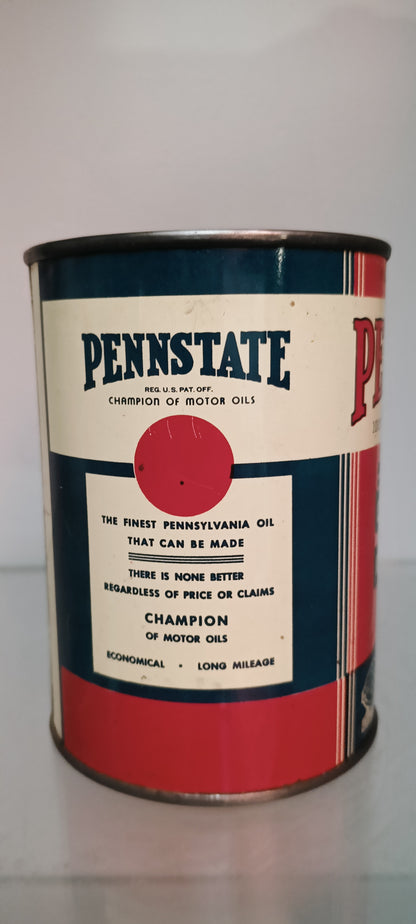 PENNSTATE
REG. U.S. PAT. OFF.
CHAMPION OF MOTOR OILS
THE FINEST PENNSYLVANIA OIL
THAT CAN BE MADE
THERE IS NONE BETTER
REGARDLESS OF PRICE OR CLAIMS
CHAMPION
OF MOTOR OILS
ECONOMICAL • LONG MILEAGE